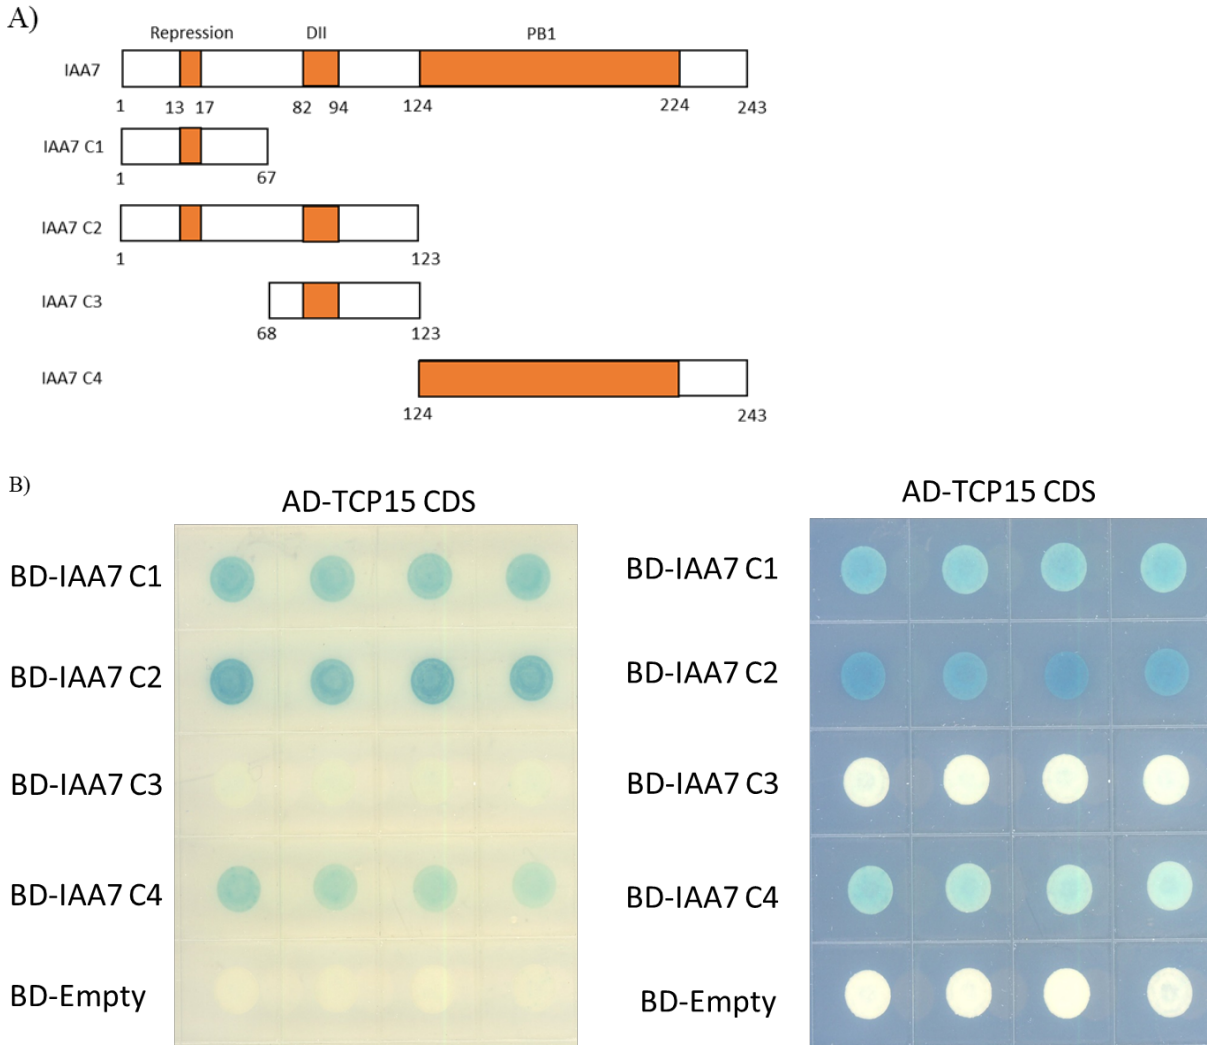 A)
Repression DII PB1
IAA7
1 13 17 82 94 124 224 243
IAA7 C1
1 67
IAA7 C2
1 123
IAA7 C3
68 123
IAA7 C4
124 243
B)
AD-TCP15 CDS
BD-IAA7 C1
BD-IAA7 C2
BD-IAA7 C3
BD-IAA7 C4
BD-Empty
AD-TCP15 CDS
BD-IAA7 C1
BD-IAA7 C2
BD-IAA7 C3
BD-IAA7 C4
BD-Empty